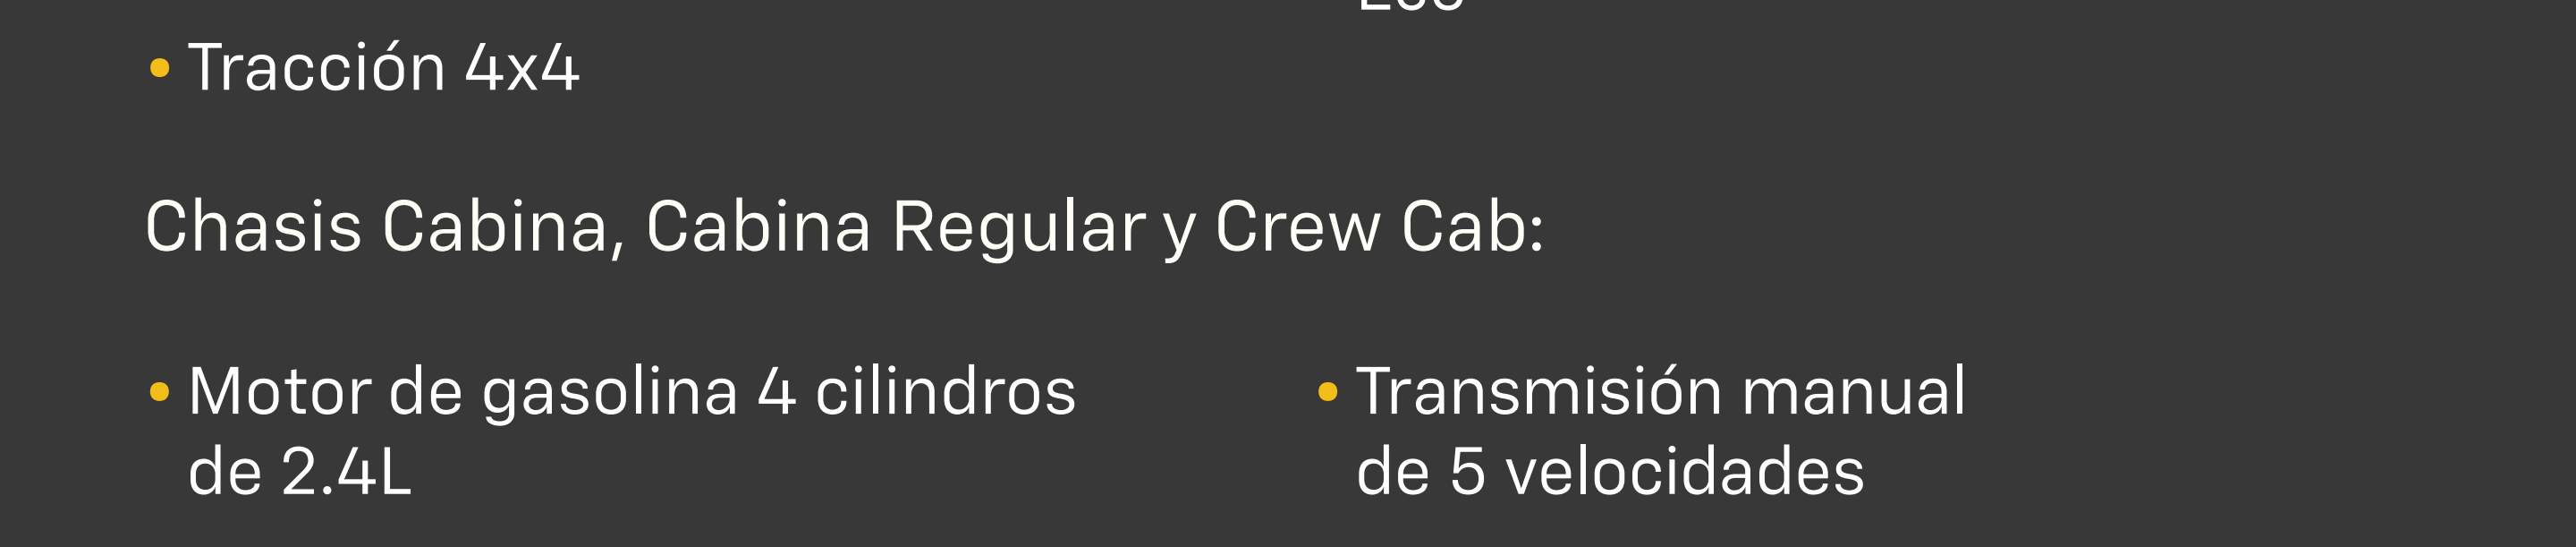 • Tracción 4x4
Chasis Cabina, Cabina Regular y Crew Cab:
• Motor de gasolina 4 cilindros
de 2.4L
• Transmisión manual
de 5 velocidades